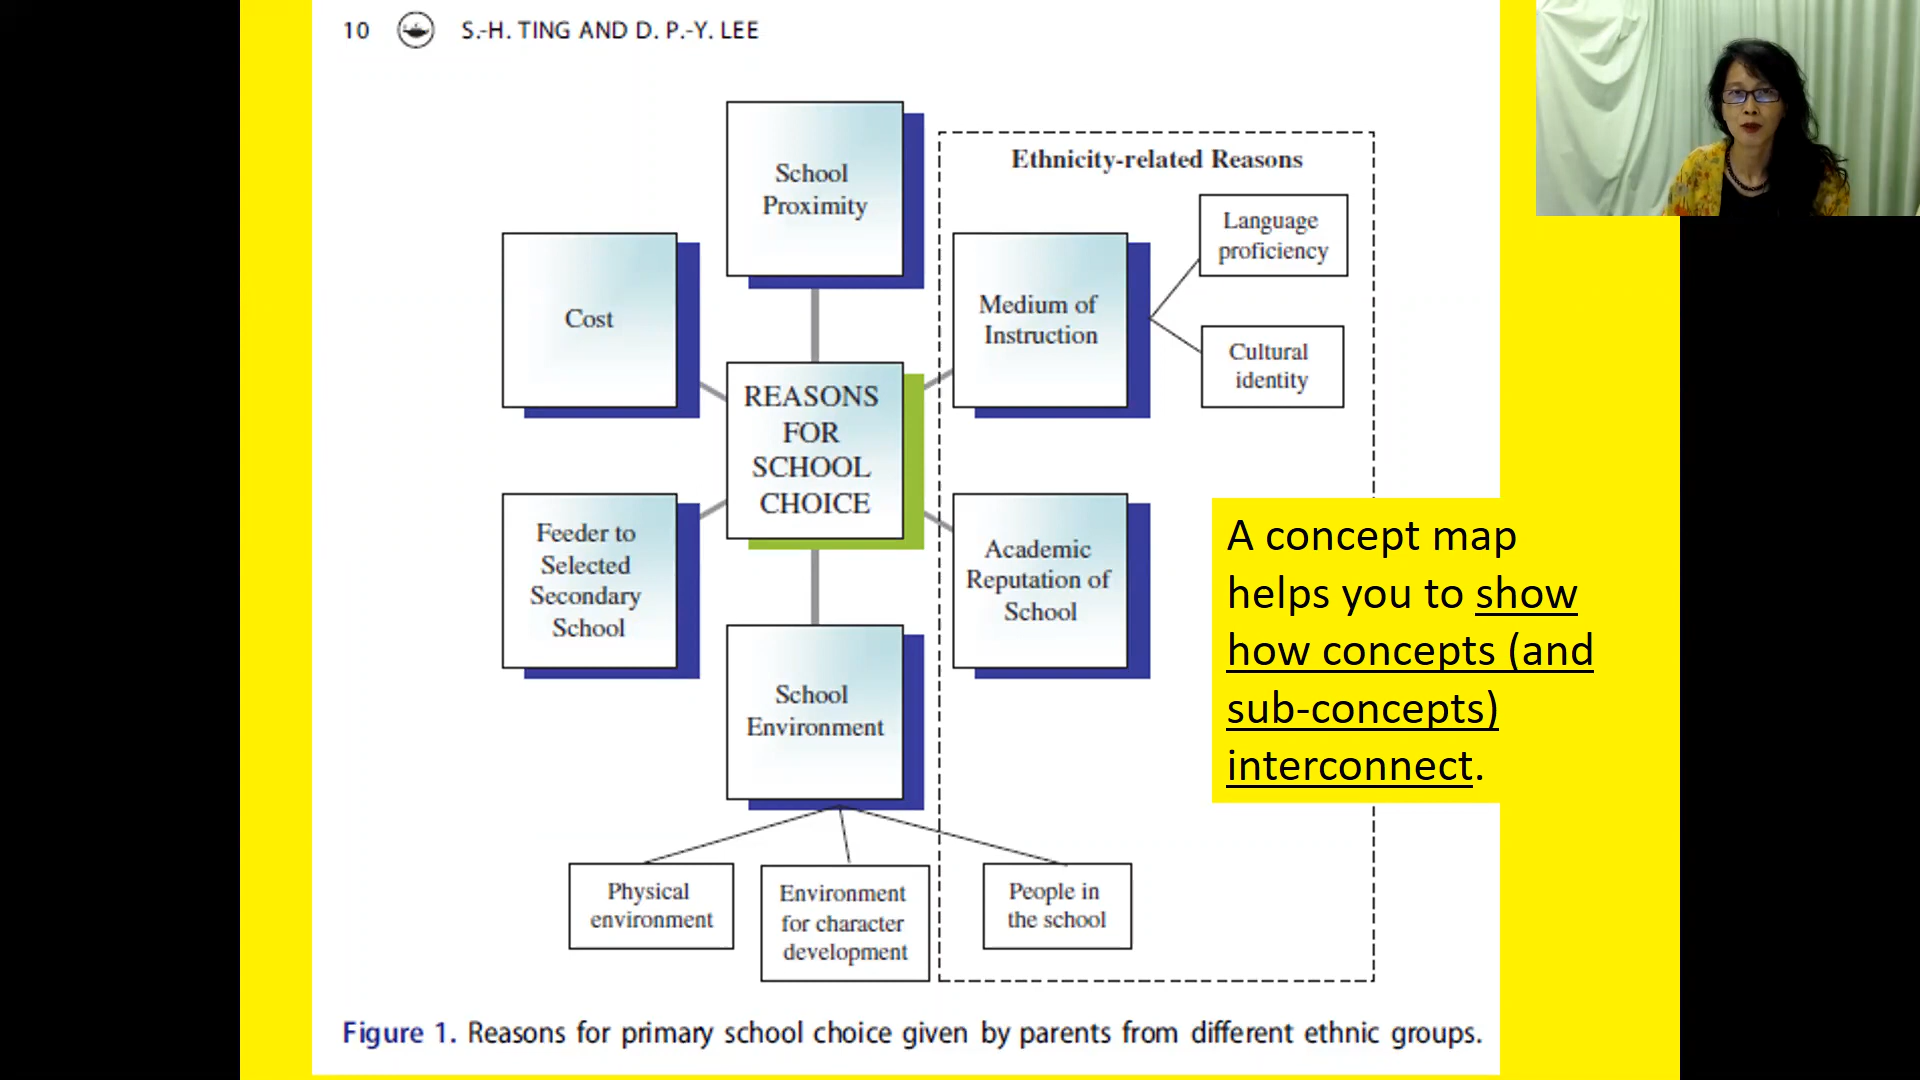 10 S.-H. TING AND D. P.-Y. LEE
School
Proximity
Ethnicity-related Reasons
Language
proficiency
Cost
Medium of
Instruction
Cultural
identity
REASONS
FOR
SCHOOL
CHOICE
Feeder to
Selected
Secondary
School
Academic
Reputation of
School
A concept map
helps you to show
how concepts (and
sub-concepts)
interconnect.
School
Environment
Physical
environment
Environment
for character
development
People in
the school
Figure 1. Reasons for primary school choice given by parents from different ethnic groups.